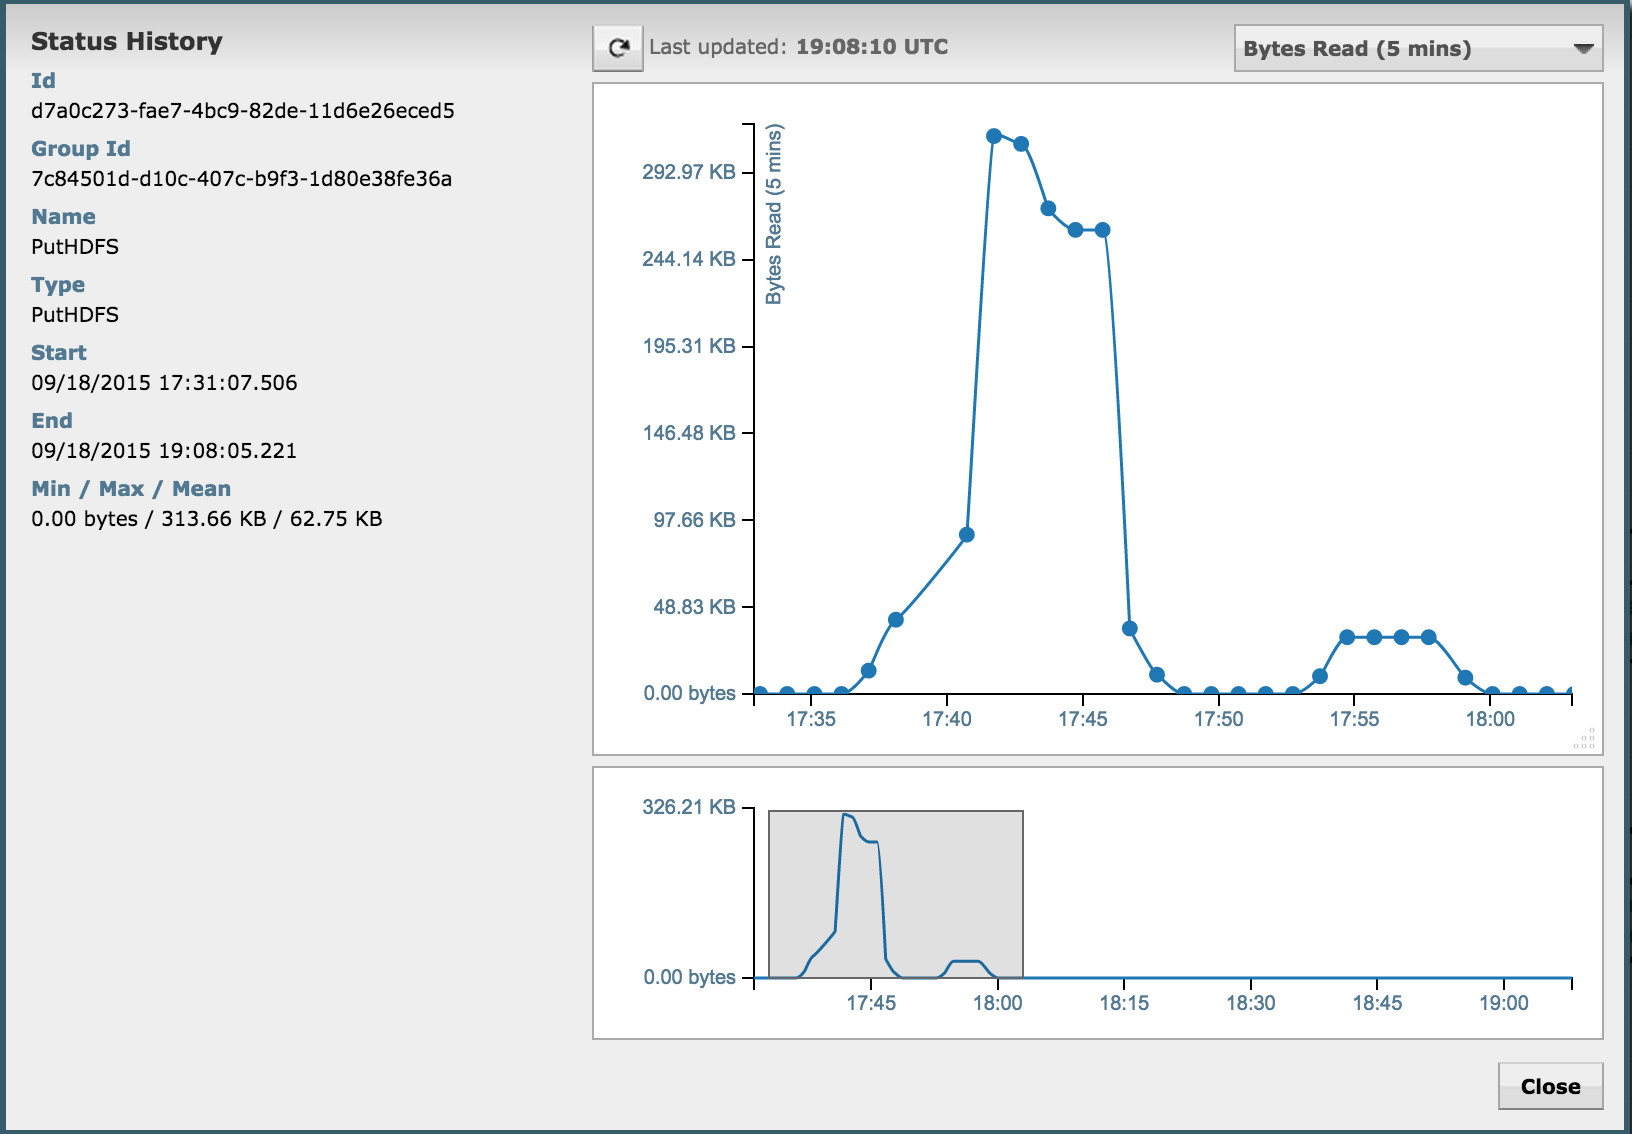 Status History
Id
d7a0c273-fae7-4bc9-82de-11d6e26eced5
Group Id
7c84501d-d10c-407c-b9f3-1d80e38fe36a
Name
PutHDFS
Type
PutHDFS
Start
09/18/2015 17:31:07.506
End
09/18/2015 19:08:05.221
Min / Max / Mean
0.00 bytes / 313.66 KB / 62.75 KB
Last updated: 19:08:10 UTC
Bytes Read (5 mins)
Bytes Read (5 mins)
292.97 KB
244.14 KB
195.31 KB
146.48 KB
97.66 KB
48.83 KB
0.00 bytes
17:35 17:40 17:45 17:50 17:55 18:00
326.21 KB
0.00 bytes
17:45 18:00 18:15 18:30 18:45 19:00
Close